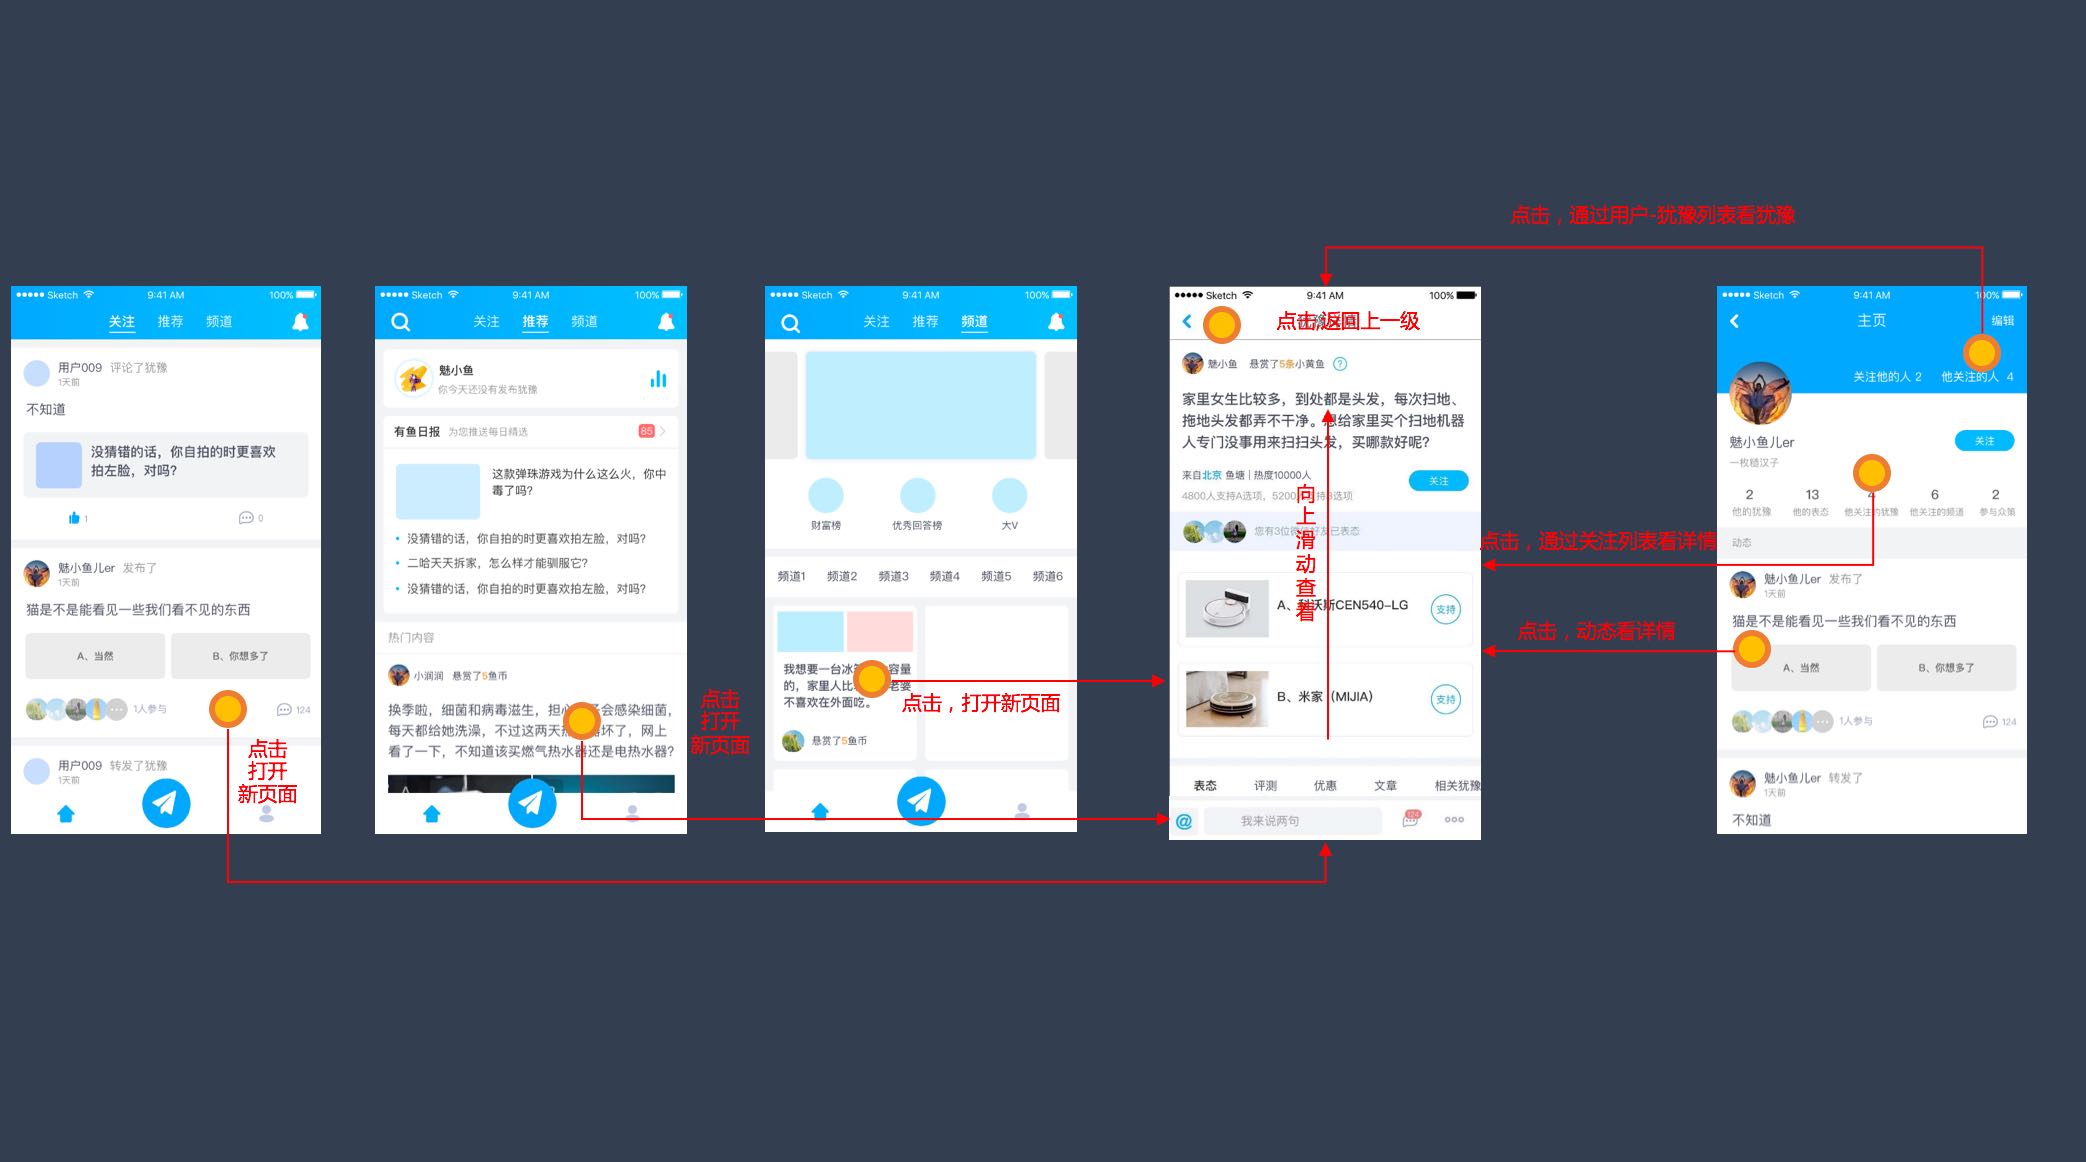 点击，通过用户-犹豫列表看犹豫
Sketch 9:41 AM 100%
关注 推荐 频道
用户009 评论了犹豫
1天前
不知道
没猜错的话，你自拍的时更喜欢
拍左脸，对吗?
1 0
魅小鱼儿er 发布了
1天前
猫是不是能看见一些我们看不见的东西
A、当然 B、你想多了
1人参与 124
点击
打开
新页面
用户009 转发了犹豫
1天前
Sketch 9:41 AM 100%
关注 推荐 频道
魅小鱼
你今天还没有发布犹豫
有鱼日报 为您推送每日精选 85
这款弹珠游戏为什么这么火，你中
毒了吗?
没猜错的话，你自拍的时更喜欢拍左脸，对吗?
二哈天天拆家，怎么样才能驯服它?
没猜错的话，你自拍的时更喜欢拍左脸，对吗?
热门内容
小润润 悬赏了5鱼币
换季啦，细菌和病毒滋生，担心 会感染细菌，
每天都给她洗澡，不过这两天热 器坏了，网上
看了一下，不知道该买燃气热水器还是电热水器?
点击
打开
新页面
Sketch 9:41 AM 100%
关注 推荐 频道
财富榜 优秀回答榜 大V
频道1 频道2 频道3 频道4 频道5 频道6
我想要一台冰 容量
的，家里人比 老婆
不喜欢在外面吃。
悬赏了5鱼币
点击，打开新页面
Sketch 9:41 AM 100%
点击返回上一级
魅小鱼 悬赏了5条小黄鱼 ?
家里女生比较多，到处都是头发，每次扫地、
拖地头发都弄不干净。想给家里买个扫地机器
人专门没事用来扫扫头发，买哪款好呢?
来自北京 鱼塘 | 热度10000人
关注
4800人支持A选项，5200人支持B选项
您有3位微信好友已表态
向上滑动查看
A、科沃斯CEN540-LG 支持
B、米家（MIJIA） 支持
表态 评测 优惠 文章 相关犹豫
@ 我来说两句 124
点击，通过关注列表看详情
点击，动态看详情
Sketch 9:41 AM 100%
主页 编辑
关注他的人 2 他关注的人 4
魅小鱼儿er 关注
一枚糙汉子
2 13 4 6 2
他的犹豫 他的表态 他关注的犹豫 他关注的频道 参与众策
动态
魅小鱼儿er 发布了
1天前
猫是不是能看见一些我们看不见的东西
A、当然 B、你想多了
1人参与 124
魅小鱼儿er 转发了
1天前
不知道